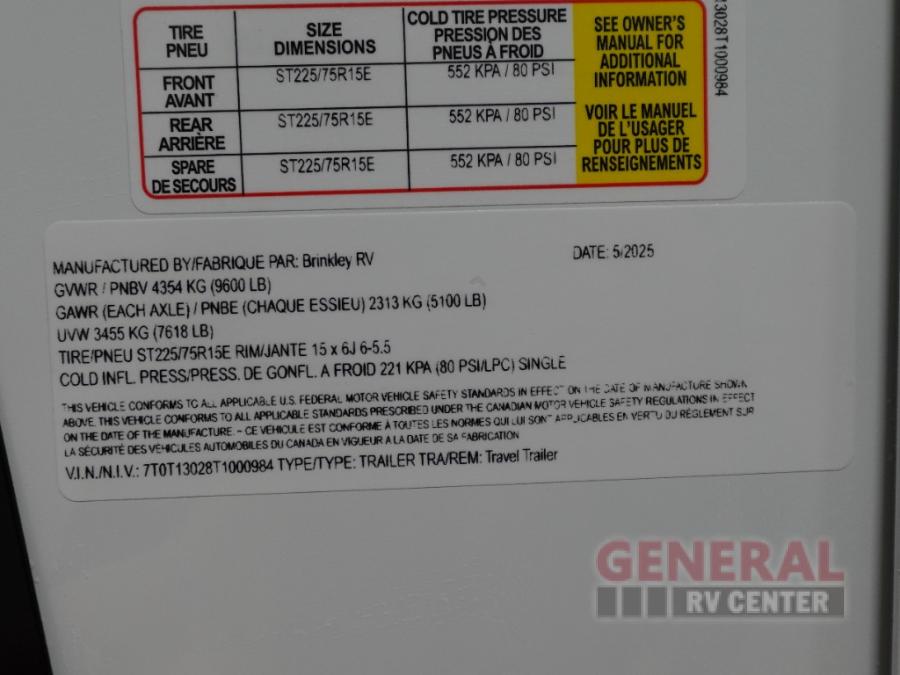 TIRE PNEU SIZE DIMENSIONS COLD TIRE PRESSURE PRESSION DES PNEUS À FROID
FRONT AVANT ST225/75R15E 552 KPA / 80 PSI
REAR ARRIÈRE ST225/75R15E 552 KPA / 80 PSI
SPARE DE SECOURS ST225/75R15E 552 KPA / 80 PSI
SEE OWNER'S
MANUAL FOR
ADDITIONAL
INFORMATION
VOIR LE MANUEL
DE L'USAGER
POUR PLUS DE
RENSEIGNEMENTS
13028T1000984
MANUFACTURED BY/FABRIQUE PAR: Brinkley RV DATE: 5/2025
GVWR / PNBV 4354 KG (9600 LB)
GAWR (EACH AXLE) / PNBE (CHAQUE ESSIEU) 2313 KG (5100 LB)
UVW 3455 KG (7618 LB)
TIRE/PNEU ST225/75R15E RIM/JANTE 15 x 6J 6-5.5
COLD INFL. PRESS/PRESS. DE GONFL. A FROID 221 KPA (80 PSI/LPC) SINGLE
THIS VEHICLE CONFORMS TO ALL APPLICABLE U.S. FEDERAL MOTOR VEHICLE SAFETY STANDARDS IN EFFECT ON THE DATE OF MANUFACTURE SHOWN
ABOVE. THIS VEHICLE CONFORMS TO ALL APPLICABLE STANDARDS PRESCRIBED UNDER THE CANADIAN MOTOR VEHICLE SAFETY REGULATIONS IN EFFECT
ON THE DATE OF THE MANUFACTURE. - CE VEHICULE EST CONFORME À TOUTES LES NORMES QUI LUI SONT APPLICABLES EN VERTU DU RÉGLEMENT SUR
LA SÉCURITÉ DES VÉHICULES AUTOMOBILES DU CANADA EN VIGUEUR A LA DATE DE SA FABRICATION
V.I.N./N.I.V.: 7T0T13028T1000984 TYPE/TYPE: TRAILER TRA/REM: Travel Trailer
GENERAL
RV CENTER